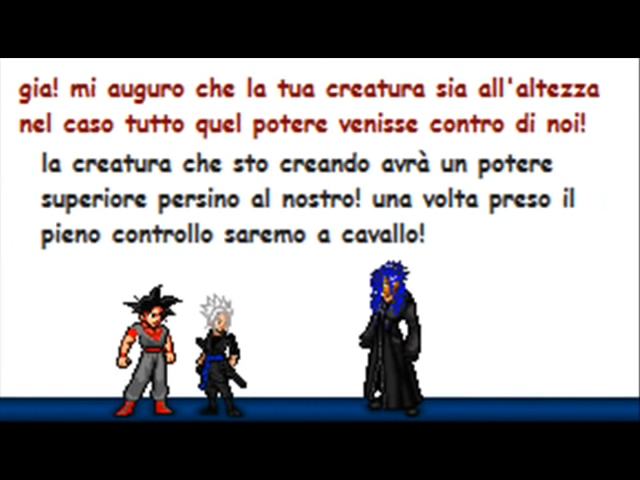 gia! mi auguro che la tua creatura sia all'altezza
nel caso tutto quel potere venisse contro di noi!
la creatura che sto creando avrà un potere
superiore persino al nostro! una volta preso il
pieno controllo saremo a cavallo!